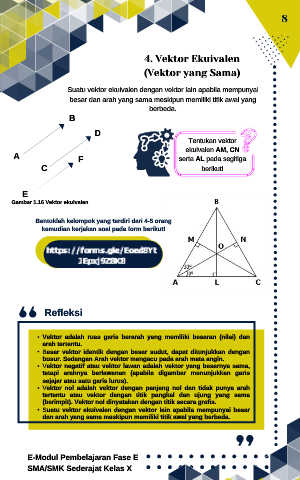 8
4. Vektor Ekuivalen
(Vektor yang Sama)
Suatu vektor ekuivalen dengan vektor lain apabila mempunyai
besar dan arah yang sama meskipun memiliki titik awal yang
berbeda.
B
D
A
C
F
E
Gambar 1.16 Vektor ekuivalen
Tentukan vektor
ekuivalen AM, CN
serta AL pada segitiga
berikut!
Bentuklah kelompok yang terdiri dari 4-5 orang
kemudian kerjakan soal pada form berikut!
B
M
N
O
A
L
C
Refleksi
• Vektor adalah ruas garis berarah yang memiliki besaran (nilai) dan
arah tertentu.
• Besar vektor identik dengan besar sudut, dapat ditunjukkan dengan
busur. Sedangan Arah vektor mengacu pada arah mata angin.
• Vektor negatif atau vektor lawan adalah vektor yang besarnya sama,
tetapi arahnya berlawanan (apabila digambar menunjukkan garis
sejajar atau satu garis lurus).
• Vektor nol adalah vektor dengan panjang nol dan tidak punya arah
tertentu atau vektor dengan titik pangkal dan ujung yang sama
(berimpit). Vektor nol dinyatakan dengan titik secara grafis.
• Suatu vektor ekuivalen dengan vektor lain apabila mempunyai besar
dan arah yang sama meskipun memiliki titik awal yang berbeda.
E-Modul Pembelajaran Fase E
SMA/SMK Sederajat Kelas X